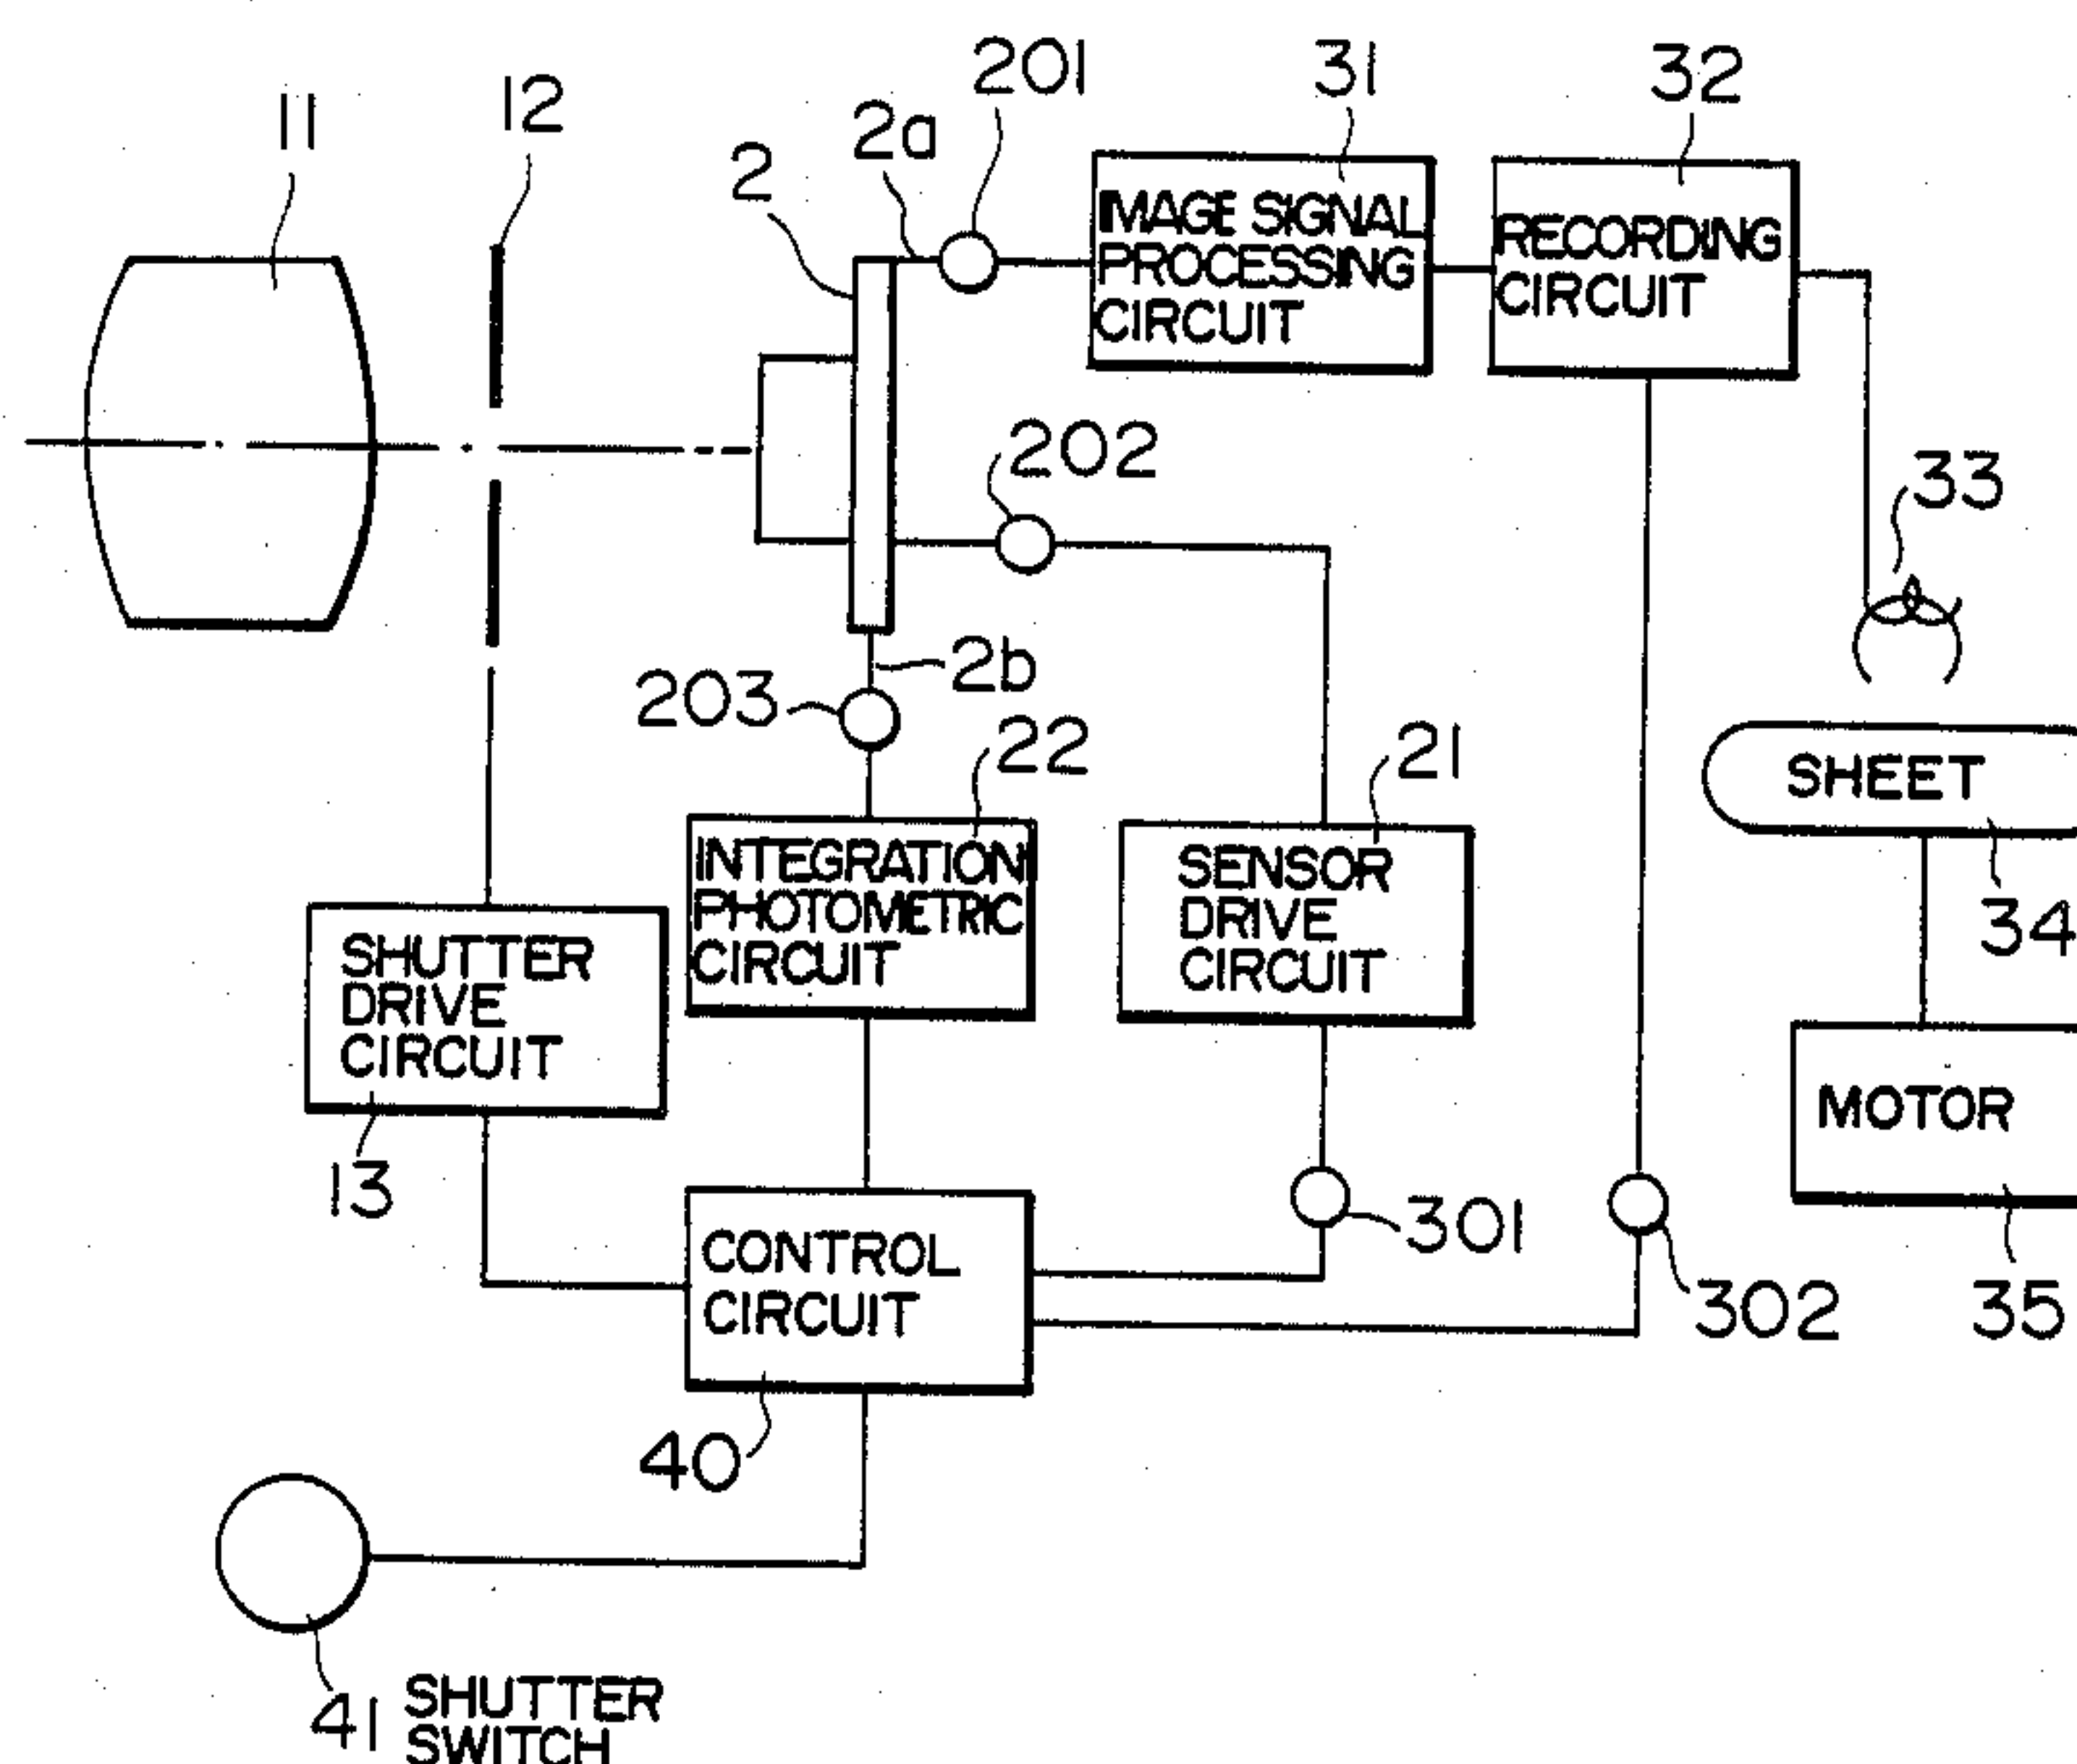 11
12
2
2a
201
31
32
IMAGE SIGNAL
PROCESSING
CIRCUIT
RECORDING
CIRCUIT
202
33
2b
203
22
21
SHEET
34
INTEGRATION
PHOTOMETRIC
CIRCUIT
SENSOR
DRIVE
CIRCUIT
SHUTTER
DRIVE
CIRCUIT
13
MOTOR
35
CONTROL
CIRCUIT
301
302
40
41
SHUTTER
SWITCH